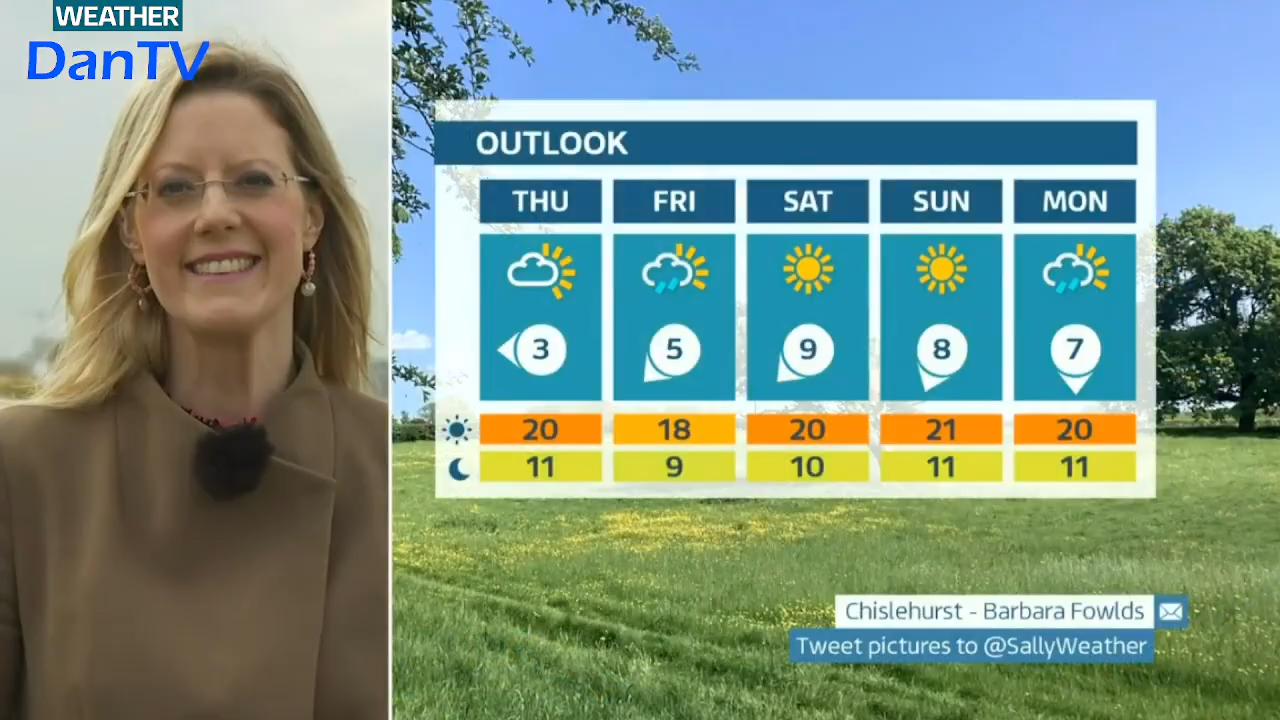 WEATHER
DanTV
OUTLOOK
THU FRI SAT SUN MON
3 5 9 8 7
20 18 20 21 20
11 9 10 11 11
Chislehurst - Barbara Fowlds
Tweet pictures to @SallyWeather